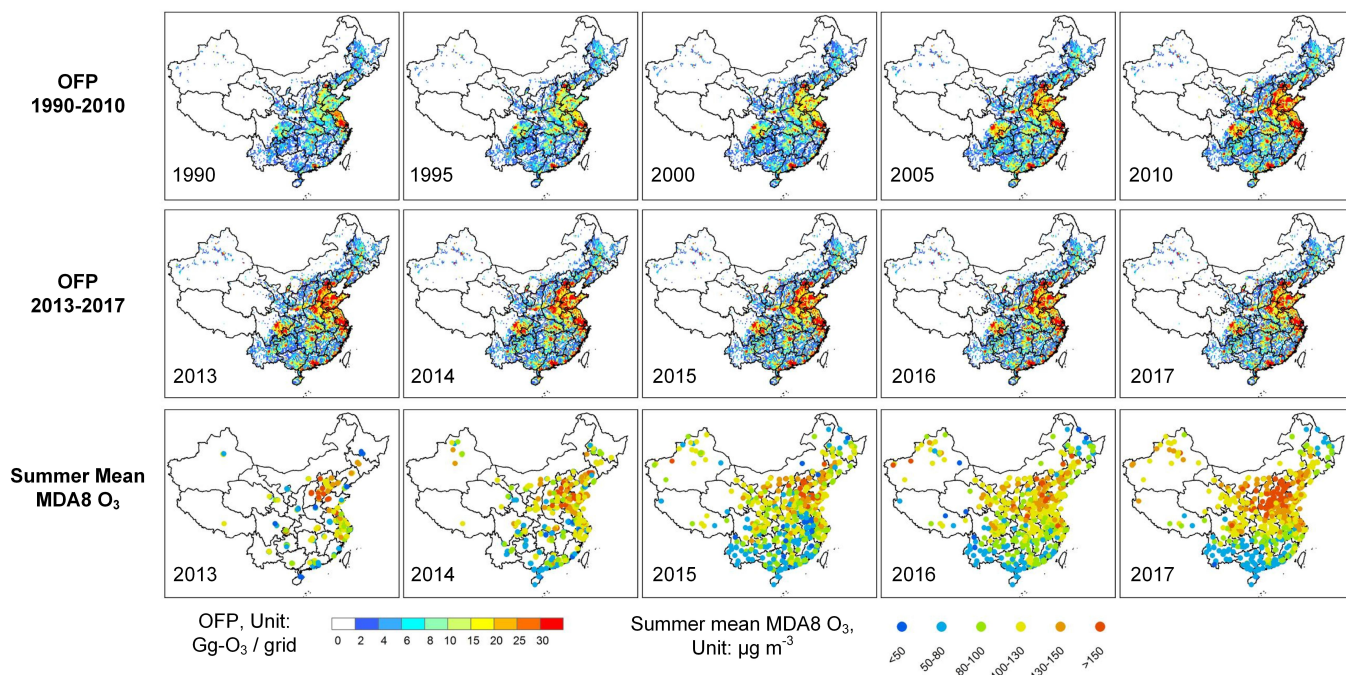 OFP
1990-2010
1990
1995
2000
2005
2010
OFP
2013-2017
2013
2014
2015
2016
2017
Summer Mean
MDA8 O₃
2013
2014
2015
2016
2017
OFP, Unit:
Gg-O₃ / grid
0 2 4 6 8 10 15 20 25 30
Summer mean MDA8 O₃,
Unit: µg m⁻³
<50
50-80
80-100
100-130
130-150
>150